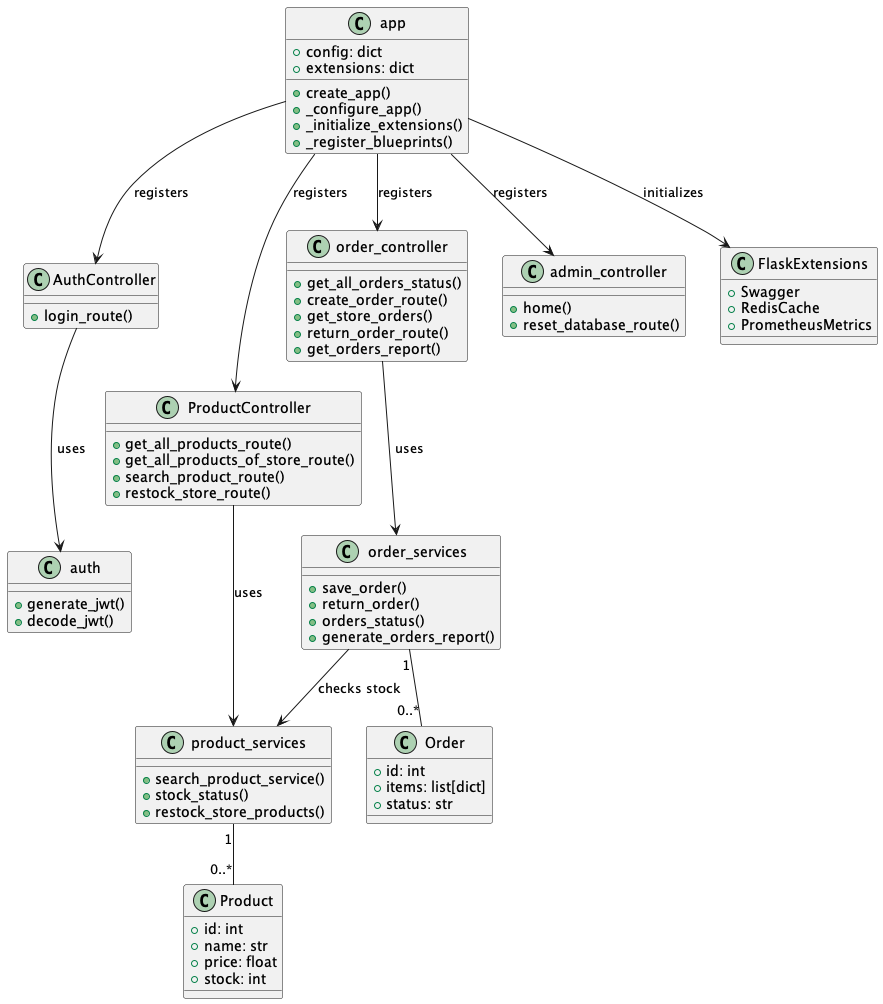 C app
config: dict
extensions: dict
create_app()
_configure_app()
_initialize_extensions()
_register_blueprints()
registers
registers
registers
registers
initializes
C AuthController
login_route()
C order_controller
get_all_orders_status()
create_order_route()
get_store_orders()
return_order_route()
get_orders_report()
C admin_controller
home()
reset_database_route()
C FlaskExtensions
Swagger
RedisCache
PrometheusMetrics
C ProductController
get_all_products_route()
get_all_products_of_store_route()
search_product_route()
restock_store_route()
uses
uses
C auth
generate_jwt()
decode_jwt()
C order_services
save_order()
return_order()
orders_status()
generate_orders_report()
uses
checks stock
1
0..*
C product_services
search_product_service()
stock_status()
restock_store_products()
C Order
id: int
items: list[dict]
status: str
1
0..*
C Product
id: int
name: str
price: float
stock: int